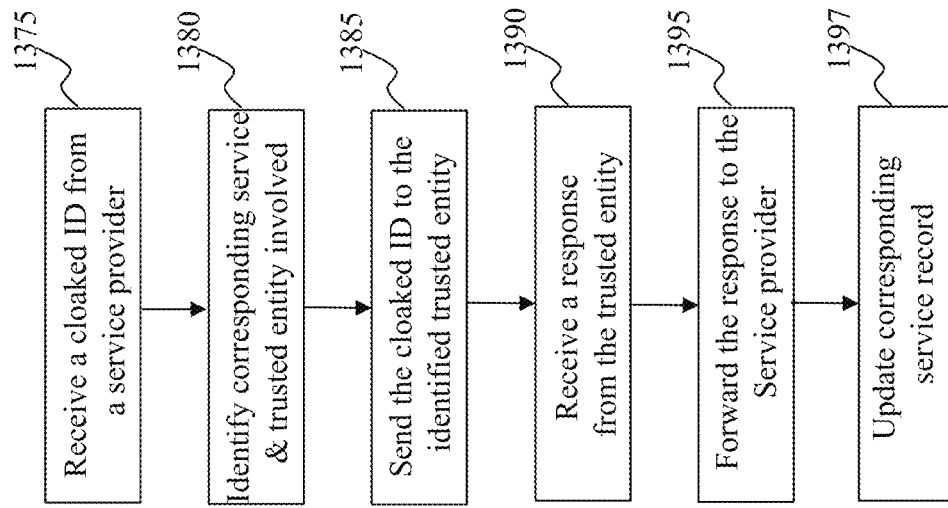 1375
Receive a cloaked ID from
a service provider
1380
Identify corresponding service
& trusted entity involved
1385
Send the cloaked ID to the
identified trusted entity
1390
Receive a response
from the trusted entity
1395
Forward the response to the
Service provider
1397
Update corresponding
service record